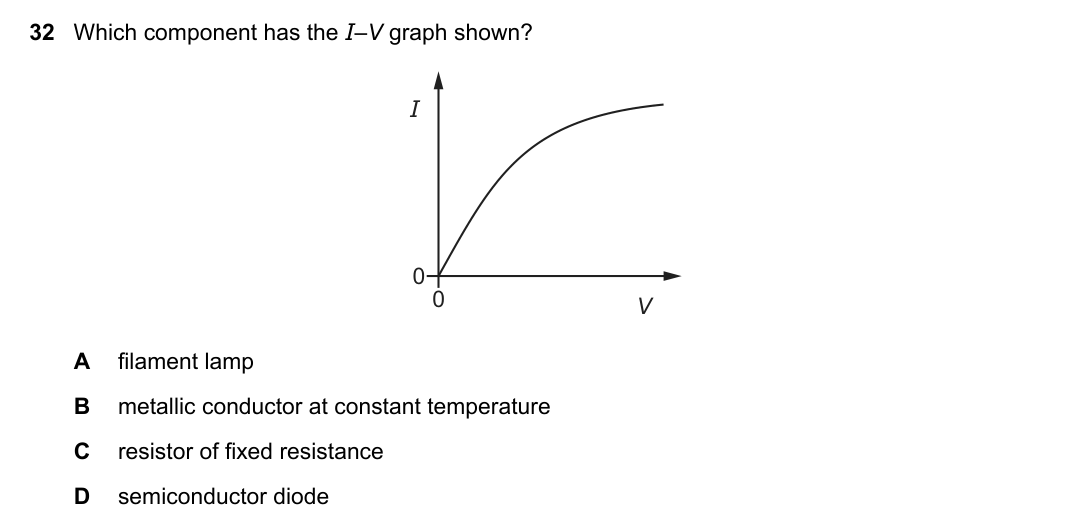 32 Which component has the I–V graph shown?
I
0
0
V
A filament lamp
B metallic conductor at constant temperature
C resistor of fixed resistance
D semiconductor diode